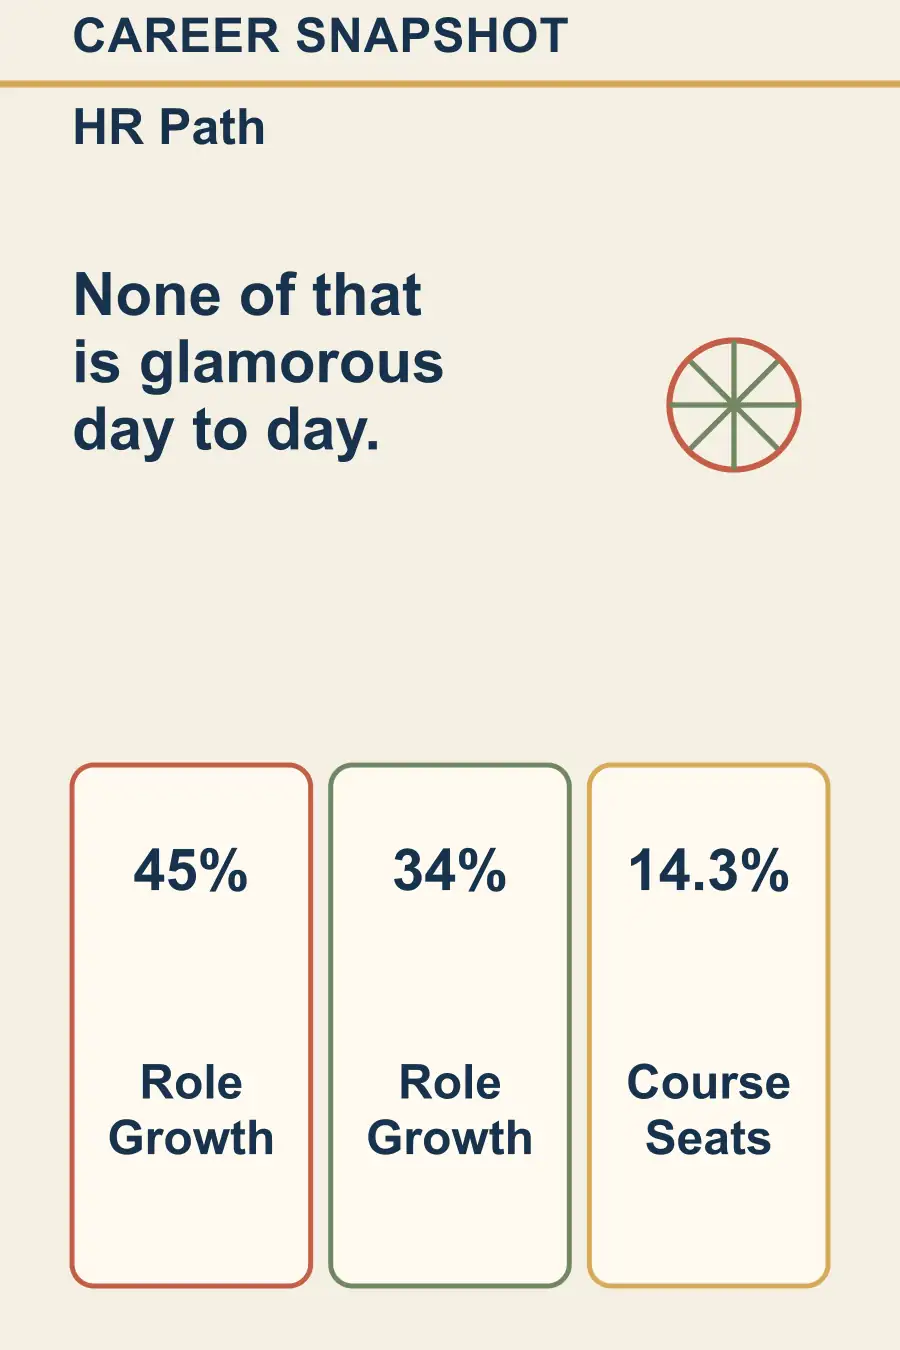 CAREER SNAPSHOT
HR Path
None of that
is glamorous
day to day.
45%
Role
Growth
34%
Role
Growth
14.3%
Course
Seats